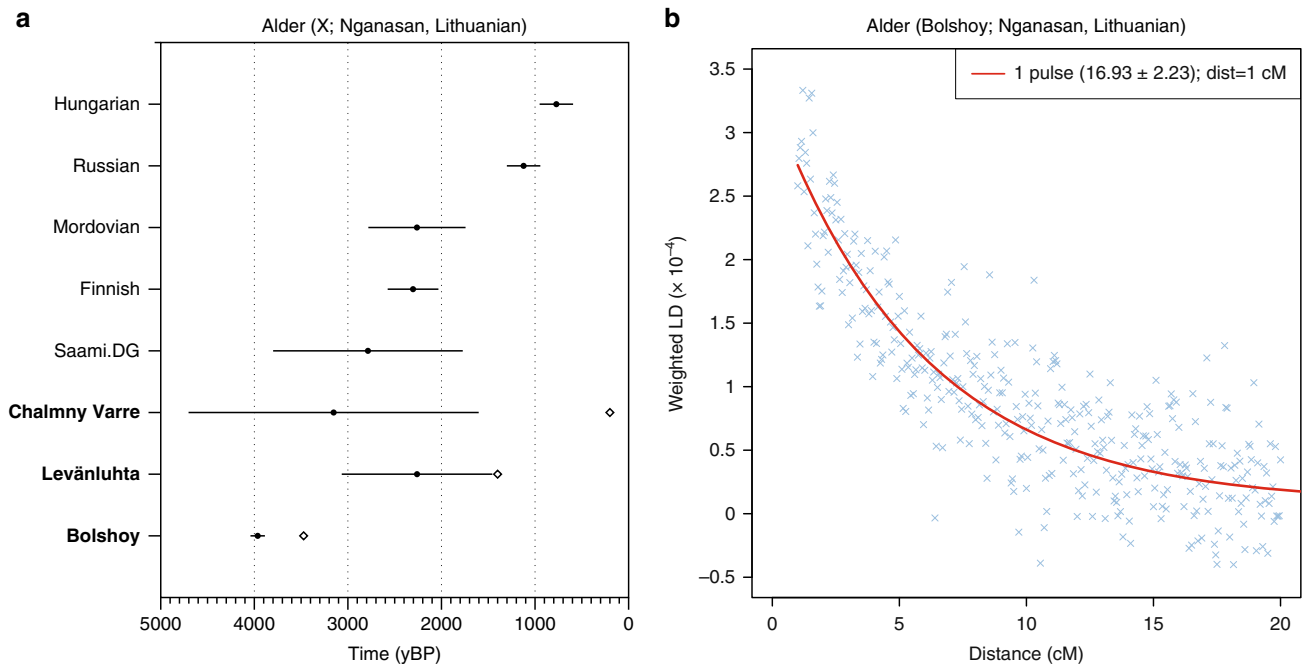 a
Alder (X; Nganasan, Lithuanian)
Hungarian
Russian
Mordovian
Finnish
Saami.DG
Chalmny Varre
Levänluhta
Bolshoy
5000 4000 3000 2000 1000 0
Time (yBP)
b
Alder (Bolshoy; Nganasan, Lithuanian)
1 pulse (16.93 ± 2.23); dist=1 cM
3.5
3
2.5
2
1.5
1
0.5
0
–0.5
Weighted LD (× 10⁻⁴)
0 5 10 15 20
Distance (cM)